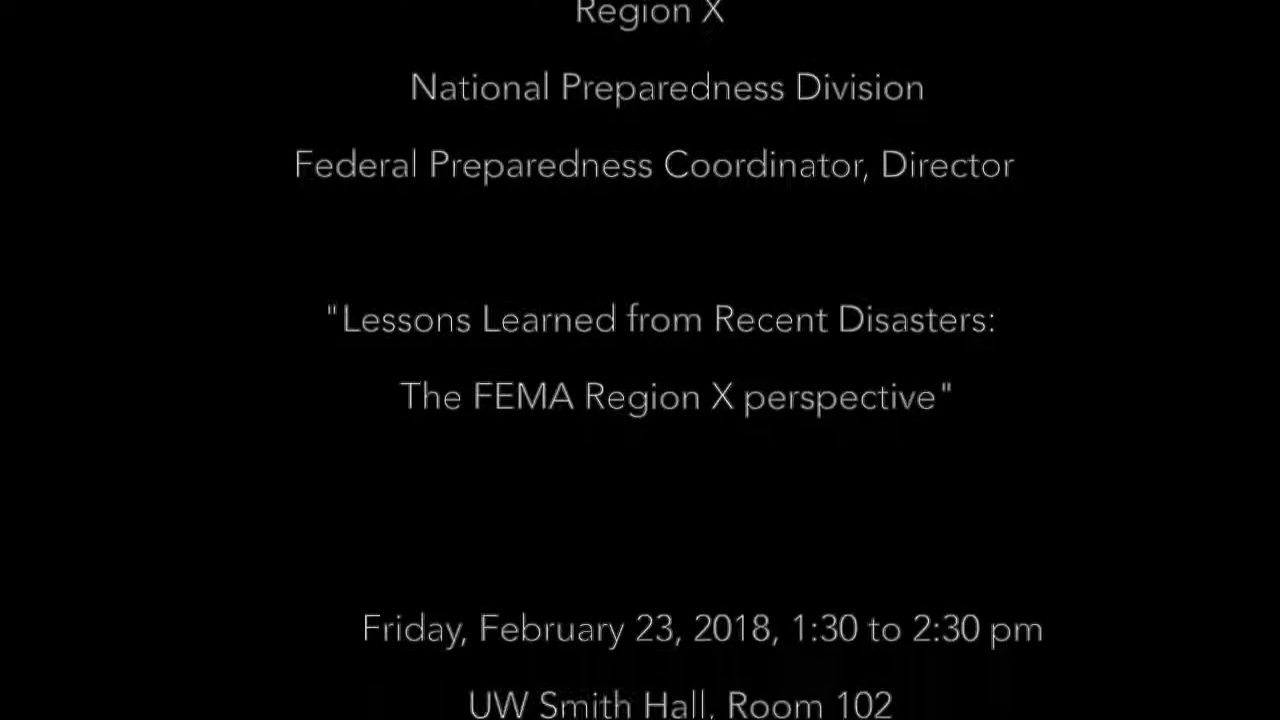 Region X
National Preparedness Division
Federal Preparedness Coordinator, Director
"Lessons Learned from Recent Disasters:
The FEMA Region X perspective"
Friday, February 23, 2018, 1:30 to 2:30 pm
UW Smith Hall, Room 102